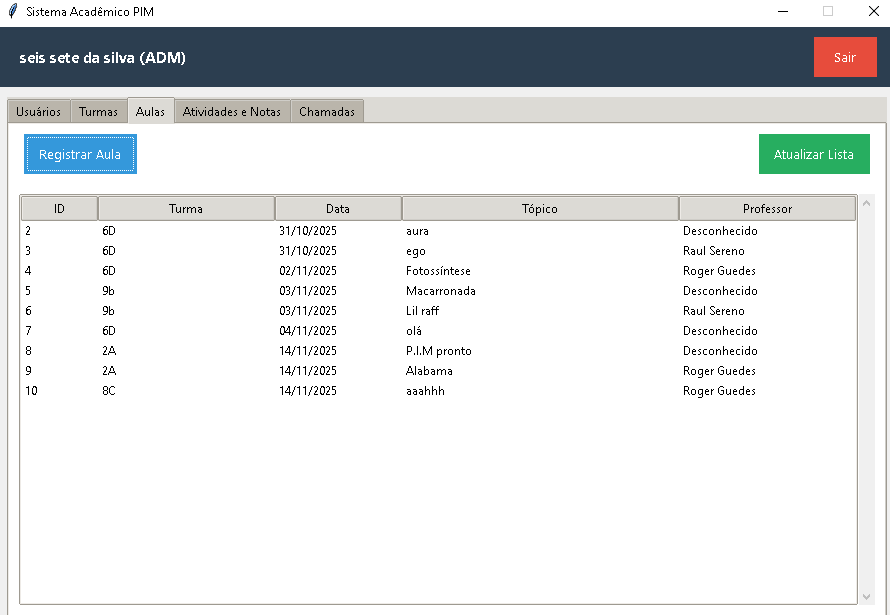 Sistema Acadêmico PIM
seis sete da silva (ADM)
Sair
Usuários Turmas Aulas Atividades e Notas Chamadas
Registrar Aula
Atualizar Lista
ID Turma Data Tópico Professor
2 6D 31/10/2025 aura Desconhecido
3 6D 31/10/2025 ego Raul Sereno
4 6D 02/11/2025 Fotossíntese Roger Guedes
5 9b 03/11/2025 Macarronada Desconhecido
6 9b 03/11/2025 Lil raff Raul Sereno
7 6D 04/11/2025 olá Desconhecido
8 2A 14/11/2025 P.I.M pronto Desconhecido
9 2A 14/11/2025 Alabama Roger Guedes
10 8C 14/11/2025 aaahhh Roger Guedes